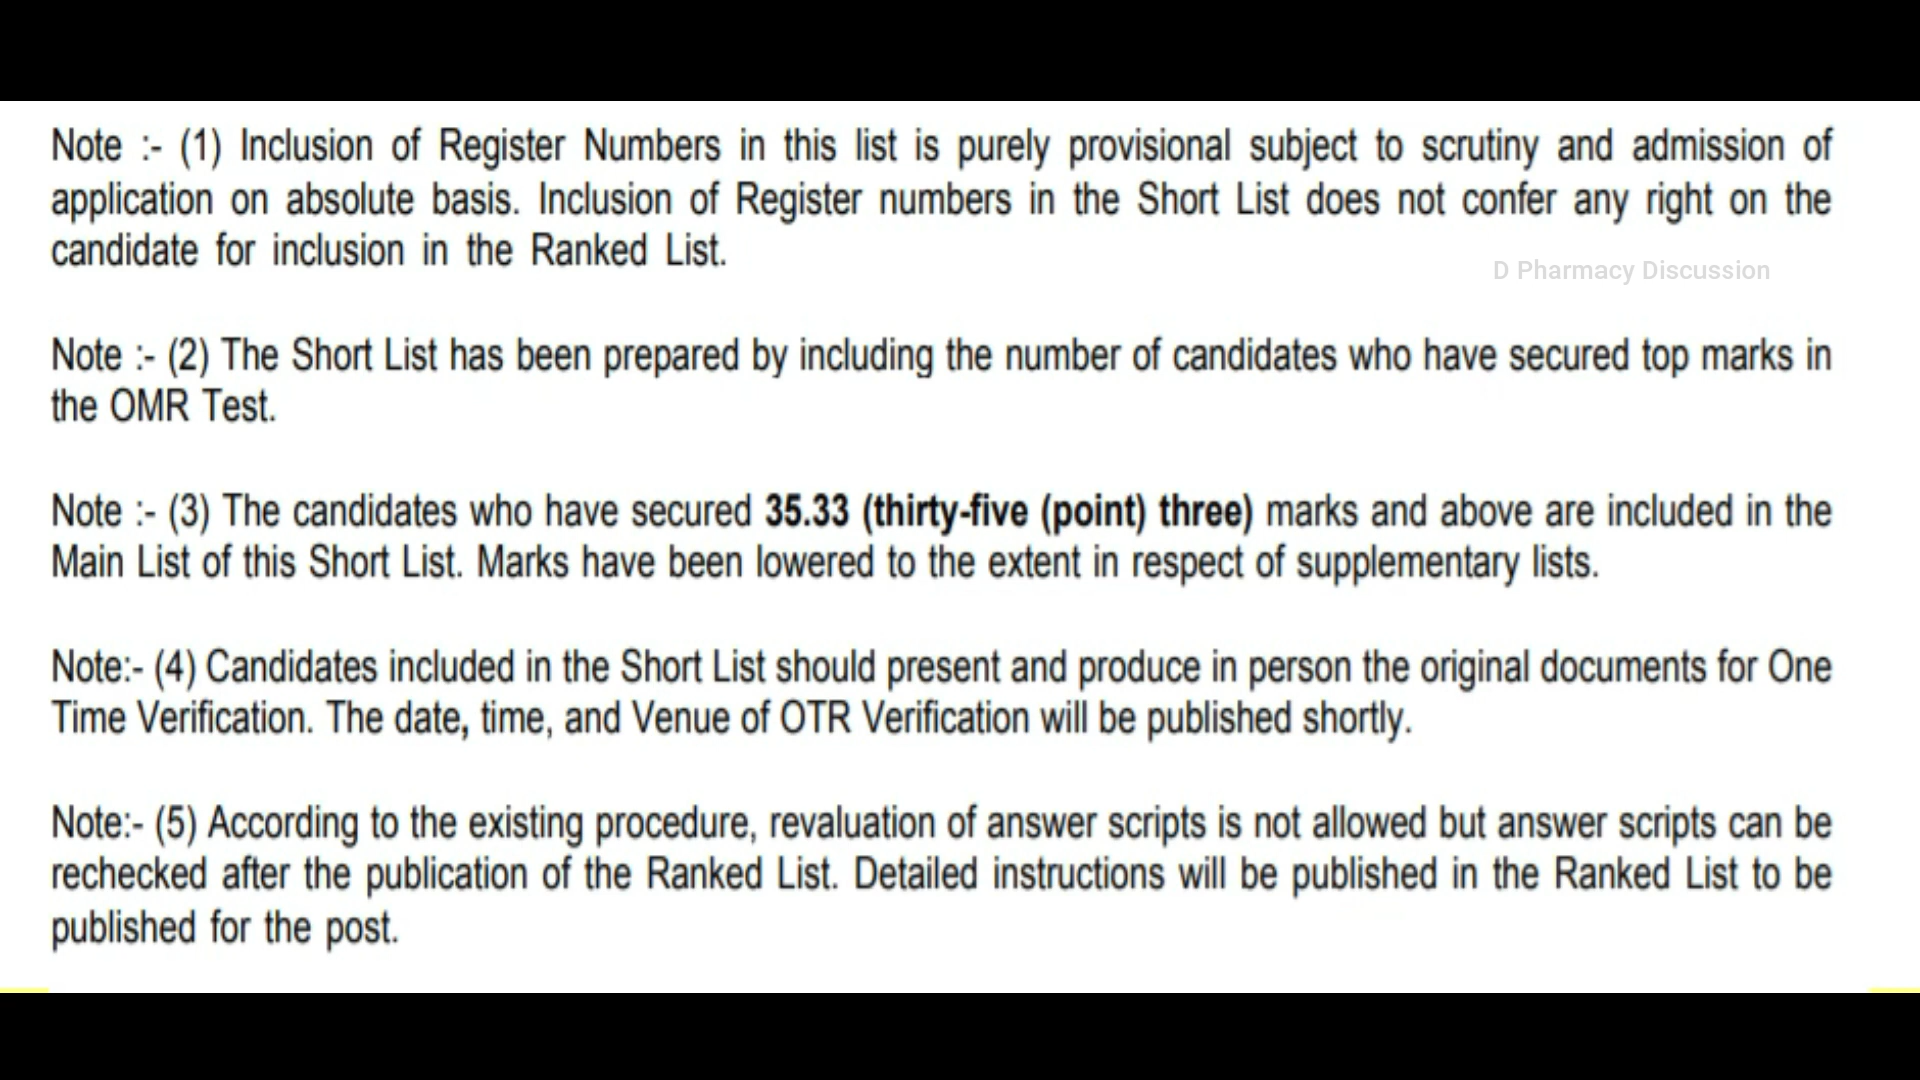 Note :- (1) Inclusion of Register Numbers in this list is purely provisional subject to scrutiny and admission of
application on absolute basis. Inclusion of Register numbers in the Short List does not confer any right on the
candidate for inclusion in the Ranked List.
D Pharmacy Discussion
Note :- (2) The Short List has been prepared by including the number of candidates who have secured top marks in
the OMR Test.
Note :- (3) The candidates who have secured 35.33 (thirty-five (point) three) marks and above are included in the
Main List of this Short List. Marks have been lowered to the extent in respect of supplementary lists.
Note:- (4) Candidates included in the Short List should present and produce in person the original documents for One
Time Verification. The date, time, and Venue of OTR Verification will be published shortly.
Note:- (5) According to the existing procedure, revaluation of answer scripts is not allowed but answer scripts can be
rechecked after the publication of the Ranked List. Detailed instructions will be published in the Ranked List to be
published for the post.